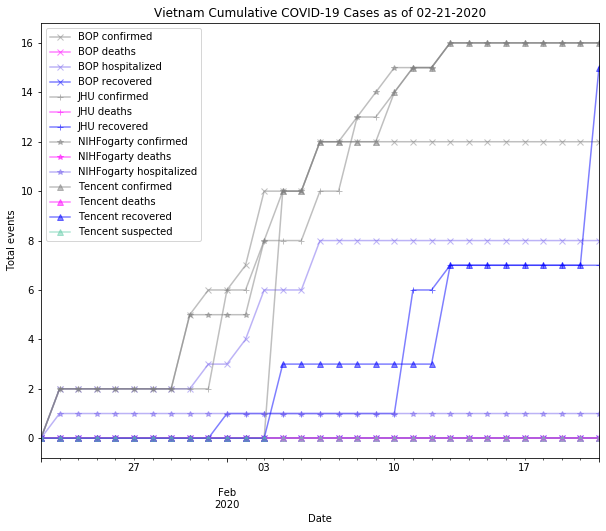 Vietnam Cumulative COVID-19 Cases as of 02-21-2020
BOP confirmed
BOP deaths
BOP hospitalized
BOP recovered
JHU confirmed
JHU deaths
JHU recovered
NIHFogarty confirmed
NIHFogarty deaths
NIHFogarty hospitalized
Tencent confirmed
Tencent deaths
Tencent recovered
Tencent suspected
Total events
16
14
12
10
8
6
4
2
0
27
03
10
17
Feb
2020
Date